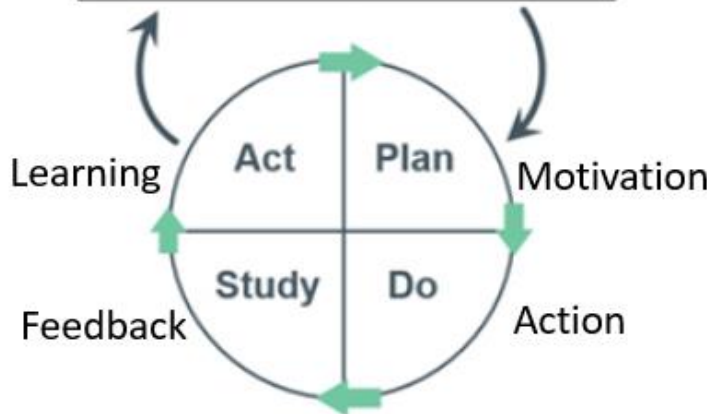 Act
Plan
Learning
Motivation
Study
Do
Feedback
Action